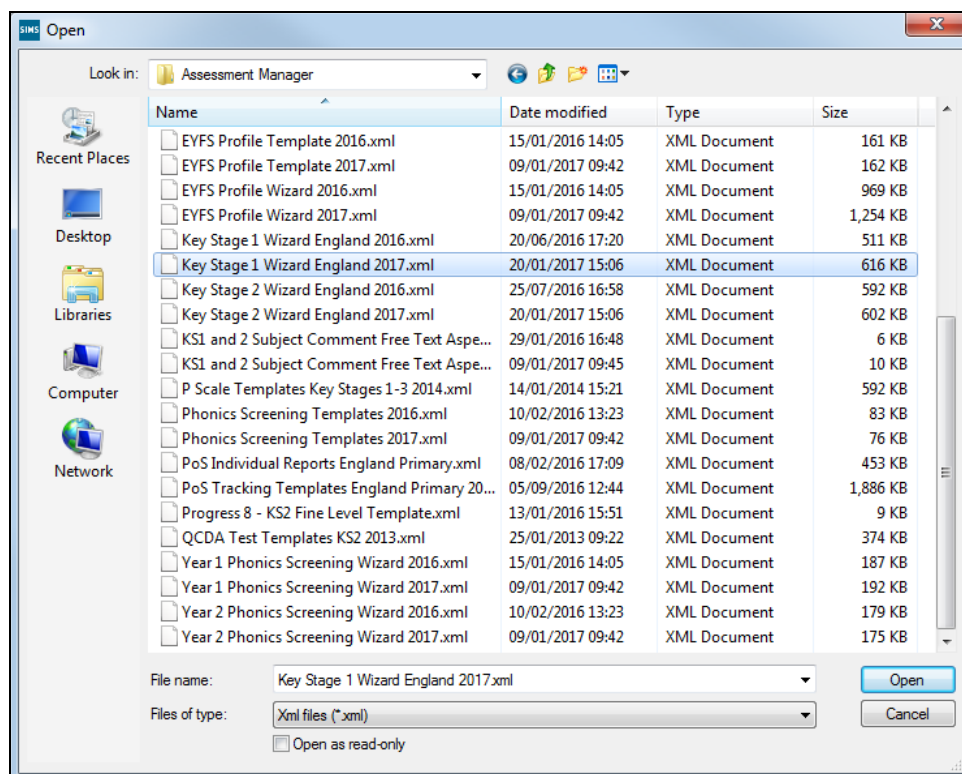 SIMS Open
Look in: Assessment Manager
Name Date modified Type Size
EYFS Profile Template 2016.xml 15/01/2016 14:05 XML Document 161 KB
EYFS Profile Template 2017.xml 09/01/2017 09:42 XML Document 162 KB
EYFS Profile Wizard 2016.xml 15/01/2016 14:05 XML Document 969 KB
EYFS Profile Wizard 2017.xml 09/01/2017 09:42 XML Document 1,254 KB
Key Stage 1 Wizard England 2016.xml 20/06/2016 17:20 XML Document 511 KB
Key Stage 1 Wizard England 2017.xml 20/01/2017 15:06 XML Document 616 KB
Key Stage 2 Wizard England 2016.xml 25/07/2016 16:58 XML Document 592 KB
Key Stage 2 Wizard England 2017.xml 20/01/2017 15:06 XML Document 602 KB
KS1 and 2 Subject Comment Free Text Aspe... 29/01/2016 16:48 XML Document 6 KB
KS1 and 2 Subject Comment Free Text Aspe... 09/01/2017 09:45 XML Document 10 KB
P Scale Templates Key Stages 1-3 2014.xml 14/01/2014 15:21 XML Document 592 KB
Phonics Screening Templates 2016.xml 10/02/2016 13:23 XML Document 83 KB
Phonics Screening Templates 2017.xml 09/01/2017 09:42 XML Document 76 KB
PoS Individual Reports England Primary.xml 08/02/2016 17:09 XML Document 453 KB
PoS Tracking Templates England Primary 20... 05/09/2016 12:44 XML Document 1,886 KB
Progress 8 - KS2 Fine Level Template.xml 13/01/2016 15:51 XML Document 9 KB
QCDA Test Templates KS2 2013.xml 25/01/2013 09:22 XML Document 374 KB
Year 1 Phonics Screening Wizard 2016.xml 15/01/2016 14:05 XML Document 187 KB
Year 1 Phonics Screening Wizard 2017.xml 09/01/2017 09:42 XML Document 192 KB
Year 2 Phonics Screening Wizard 2016.xml 10/02/2016 13:23 XML Document 179 KB
Year 2 Phonics Screening Wizard 2017.xml 09/01/2017 09:42 XML Document 175 KB
Recent Places
Desktop
Libraries
Computer
Network
File name: Key Stage 1 Wizard England 2017.xml Open
Files of type: Xml files (*.xml) Cancel
Open as read-only